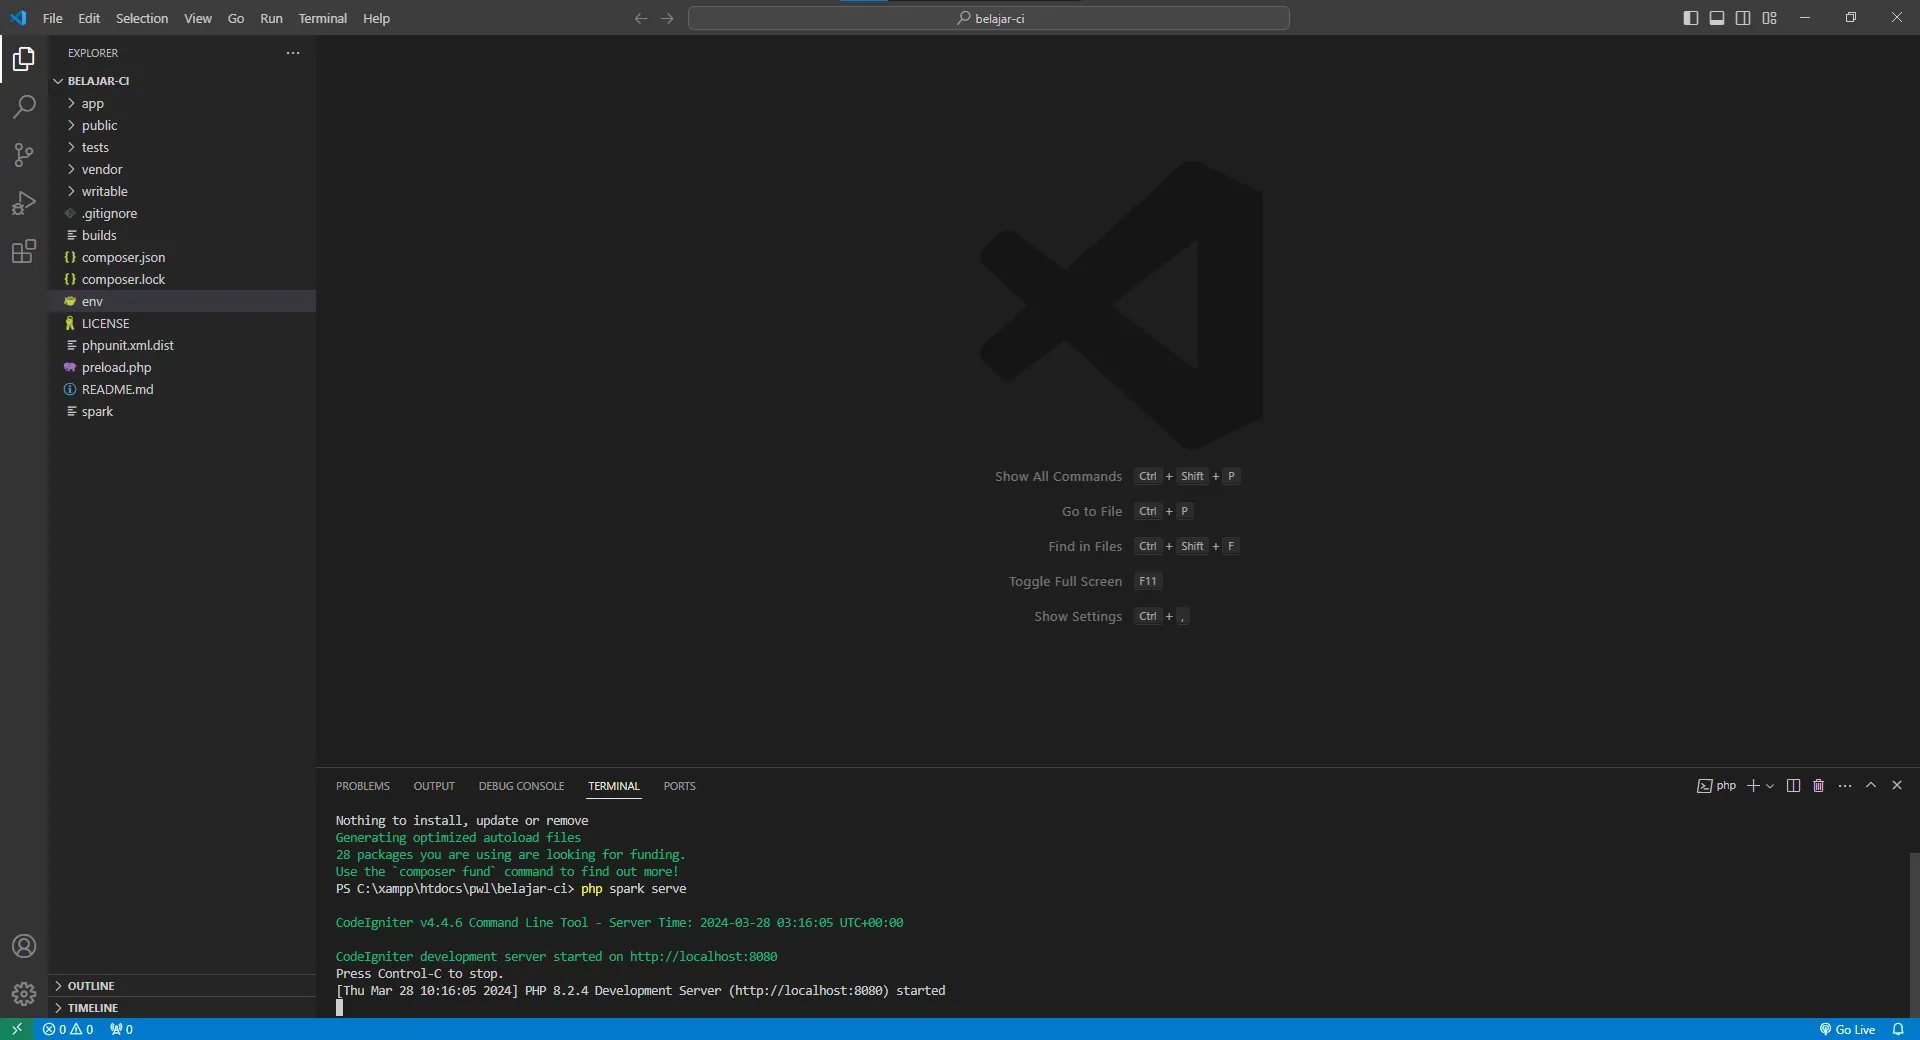 File Edit Selection View Go Run Terminal Help
belajar-ci
EXPLORER
BELAJAR-CI
app
public
tests
vendor
writable
.gitignore
builds
composer.json
composer.lock
env
LICENSE
phpunit.xml.dist
preload.php
README.md
spark
OUTLINE
TIMELINE
Show All Commands Ctrl + Shift + P
Go to File Ctrl + P
Find in Files Ctrl + Shift + F
Toggle Full Screen F11
Show Settings Ctrl + ,
PROBLEMS OUTPUT DEBUG CONSOLE TERMINAL PORTS
php
Nothing to install, update or remove
Generating optimized autoload files
28 packages you are using are looking for funding.
Use the `composer fund` command to find out more!
PS C:\xampp\htdocs\pwl\belajar-ci> php spark serve
CodeIgniter v4.4.6 Command Line Tool - Server Time: 2024-03-28 03:16:05 UTC+00:00
CodeIgniter development server started on http://localhost:8080
Press Control-C to stop.
[Thu Mar 28 10:16:05 2024] PHP 8.2.4 Development Server (http://localhost:8080) started
0 0 0
Go Live